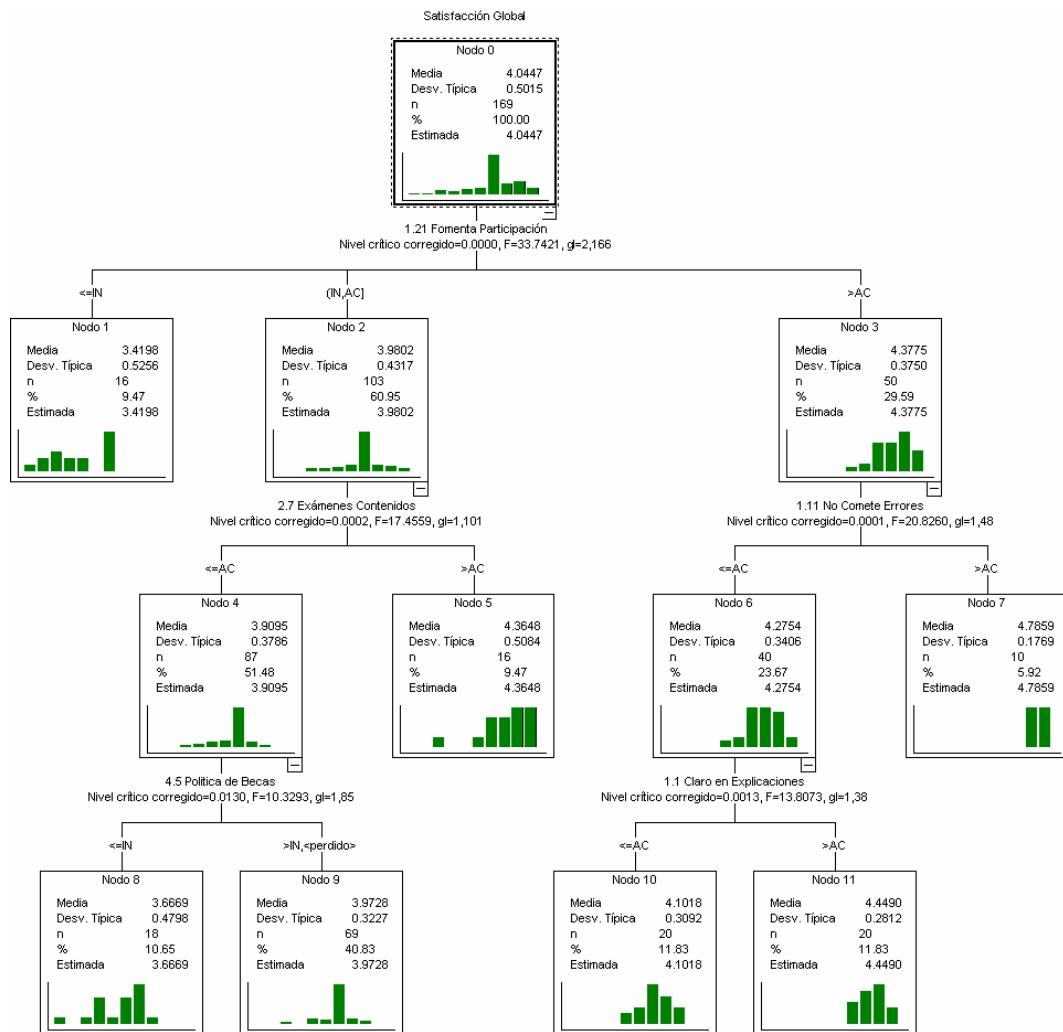 Satisfacción Global
Nodo 0
Media 4.0447
Desv. Típica 0.5015
n 169
% 100.00
Estimada 4.0447
1.21 Fomenta Participación
Nivel crítico corregido=0.0000, F=33.7421, gl=2,166
<=IN
(IN,AC]
>AC
Nodo 1
Media 3.4198
Desv. Típica 0.5256
n 16
% 9.47
Estimada 3.4198
Nodo 2
Media 3.9802
Desv. Típica 0.4317
n 103
% 60.95
Estimada 3.9802
Nodo 3
Media 4.3775
Desv. Típica 0.3750
n 50
% 29.59
Estimada 4.3775
2.7 Exámenes Contenidos
Nivel crítico corregido=0.0002, F=17.4559, gl=1,101
1.11 No Comete Errores
Nivel crítico corregido=0.0001, F=20.8260, gl=1,48
<=AC
>AC
<=AC
>AC
Nodo 4
Media 3.9095
Desv. Típica 0.3786
n 87
% 51.48
Estimada 3.9095
Nodo 5
Media 4.3648
Desv. Típica 0.5084
n 16
% 9.47
Estimada 4.3648
Nodo 6
Media 4.2754
Desv. Típica 0.3406
n 40
% 23.67
Estimada 4.2754
Nodo 7
Media 4.7859
Desv. Típica 0.1769
n 10
% 5.92
Estimada 4.7859
4.5 Politica de Becas
Nivel crítico corregido=0.0130, F=10.3293, gl=1,85
1.1 Claro en Explicaciones
Nivel crítico corregido=0.0013, F=13.8073, gl=1,38
<=IN
>IN,<perdido>
<=AC
>AC
Nodo 8
Media 3.6669
Desv. Típica 0.4798
n 18
% 10.65
Estimada 3.6669
Nodo 9
Media 3.9728
Desv. Típica 0.3227
n 69
% 40.83
Estimada 3.9728
Nodo 10
Media 4.1018
Desv. Típica 0.3092
n 20
% 11.83
Estimada 4.1018
Nodo 11
Media 4.4490
Desv. Típica 0.2812
n 20
% 11.83
Estimada 4.4490